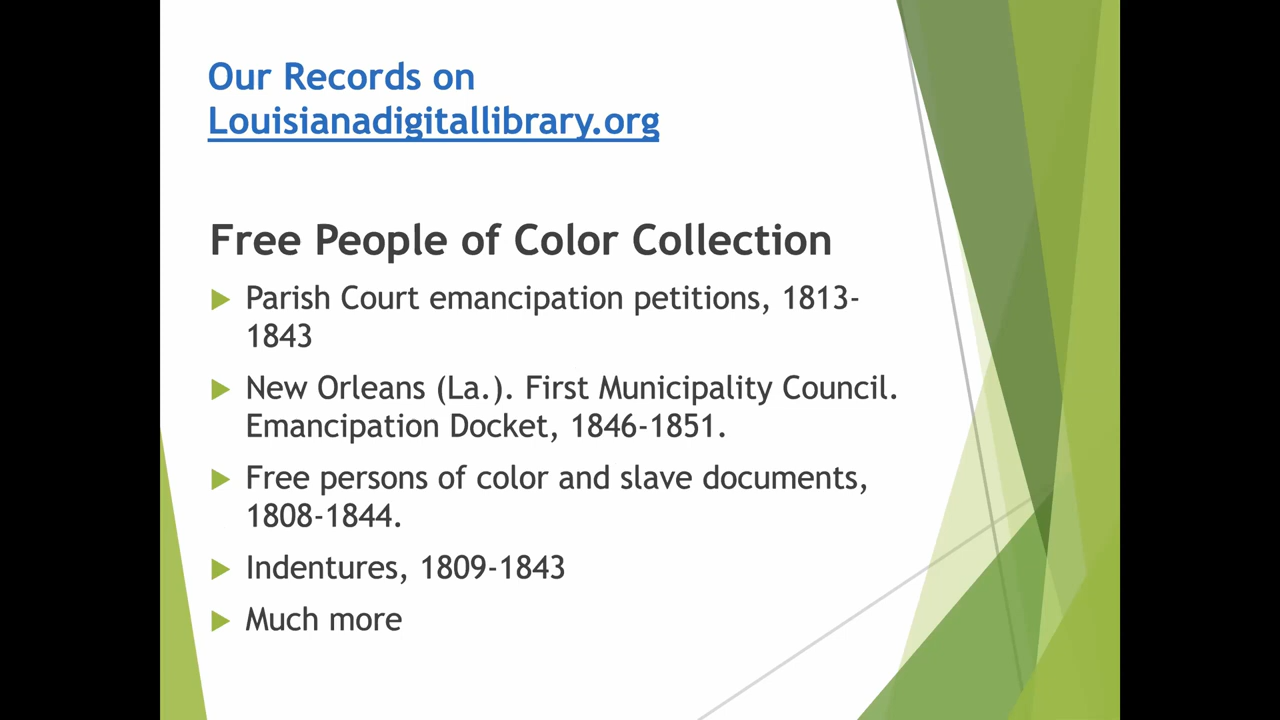 Our Records on
Louisianadigitallibrary.org
Free People of Color Collection
Parish Court emancipation petitions, 1813-
1843
New Orleans (La.). First Municipality Council.
Emancipation Docket, 1846-1851.
Free persons of color and slave documents,
1808-1844.
Indentures, 1809-1843
Much more